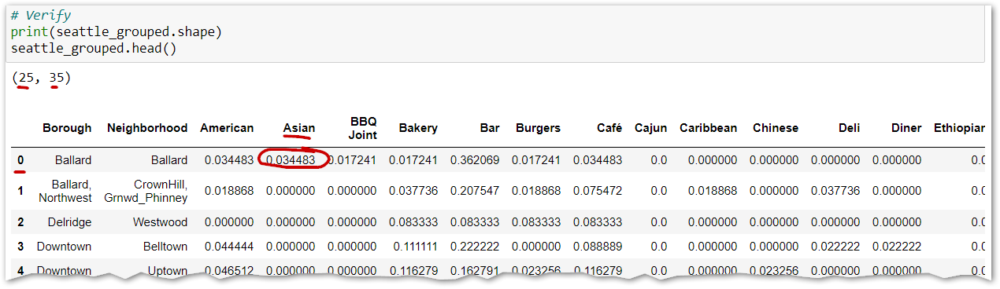 # Verify
print(seattle_grouped.shape)
seattle_grouped.head()
(25, 35)
Borough Neighborhood American Asian BBQ Joint Bakery Bar Burgers Café Cajun Caribbean Chinese Deli Diner Ethiopian
0 Ballard Ballard 0.034483 0.034483 0.017241 0.017241 0.362069 0.017241 0.034483 0.0 0.000000 0.000000 0.000000 0.000000 0.0
1 Ballard, Northwest CrownHill, Grnwd_Phinney 0.018868 0.000000 0.000000 0.037736 0.207547 0.018868 0.075472 0.0 0.018868 0.000000 0.037736 0.000000 0.0
2 Delridge Westwood 0.000000 0.000000 0.000000 0.083333 0.083333 0.083333 0.083333 0.0 0.000000 0.000000 0.000000 0.000000 0.0
3 Downtown Belltown 0.044444 0.000000 0.000000 0.111111 0.222222 0.000000 0.088889 0.0 0.000000 0.000000 0.022222 0.022222 0.0
4 Downtown Uptown 0.046512 0.000000 0.000000 0.116279 0.162791 0.023256 0.116279 0.0 0.000000 0.023256 0.000000 0.000000 0.0